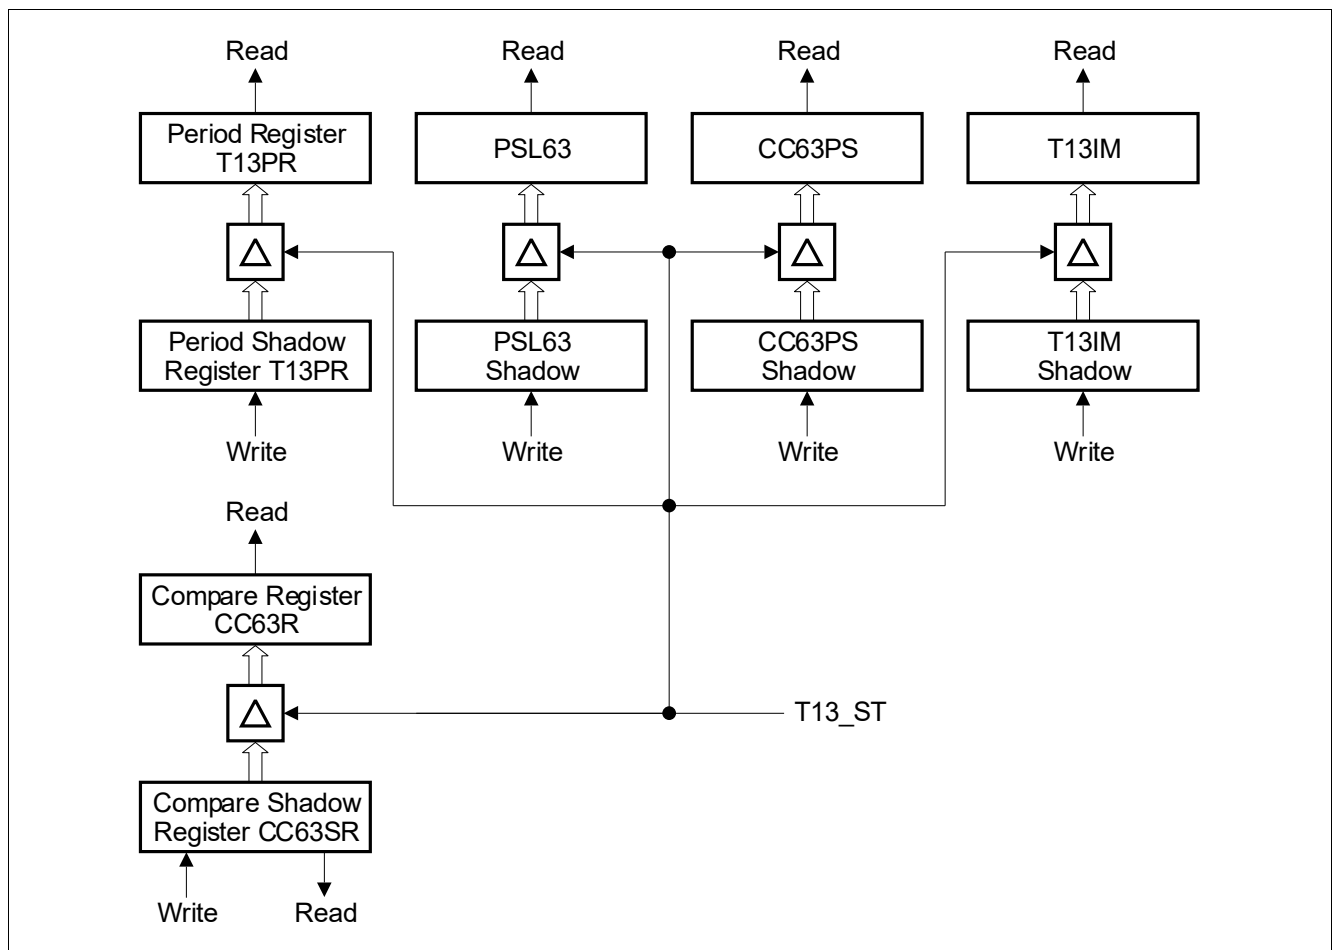 Read
Read
Read
Read
Period Register
T13PR
PSL63
CC63PS
T13IM
Period Shadow
Register T13PR
PSL63
Shadow
CC63PS
Shadow
T13IM
Shadow
Write
Write
Write
Write
Read
Compare Register
CC63R
T13_ST
Compare Shadow
Register CC63SR
Write
Read